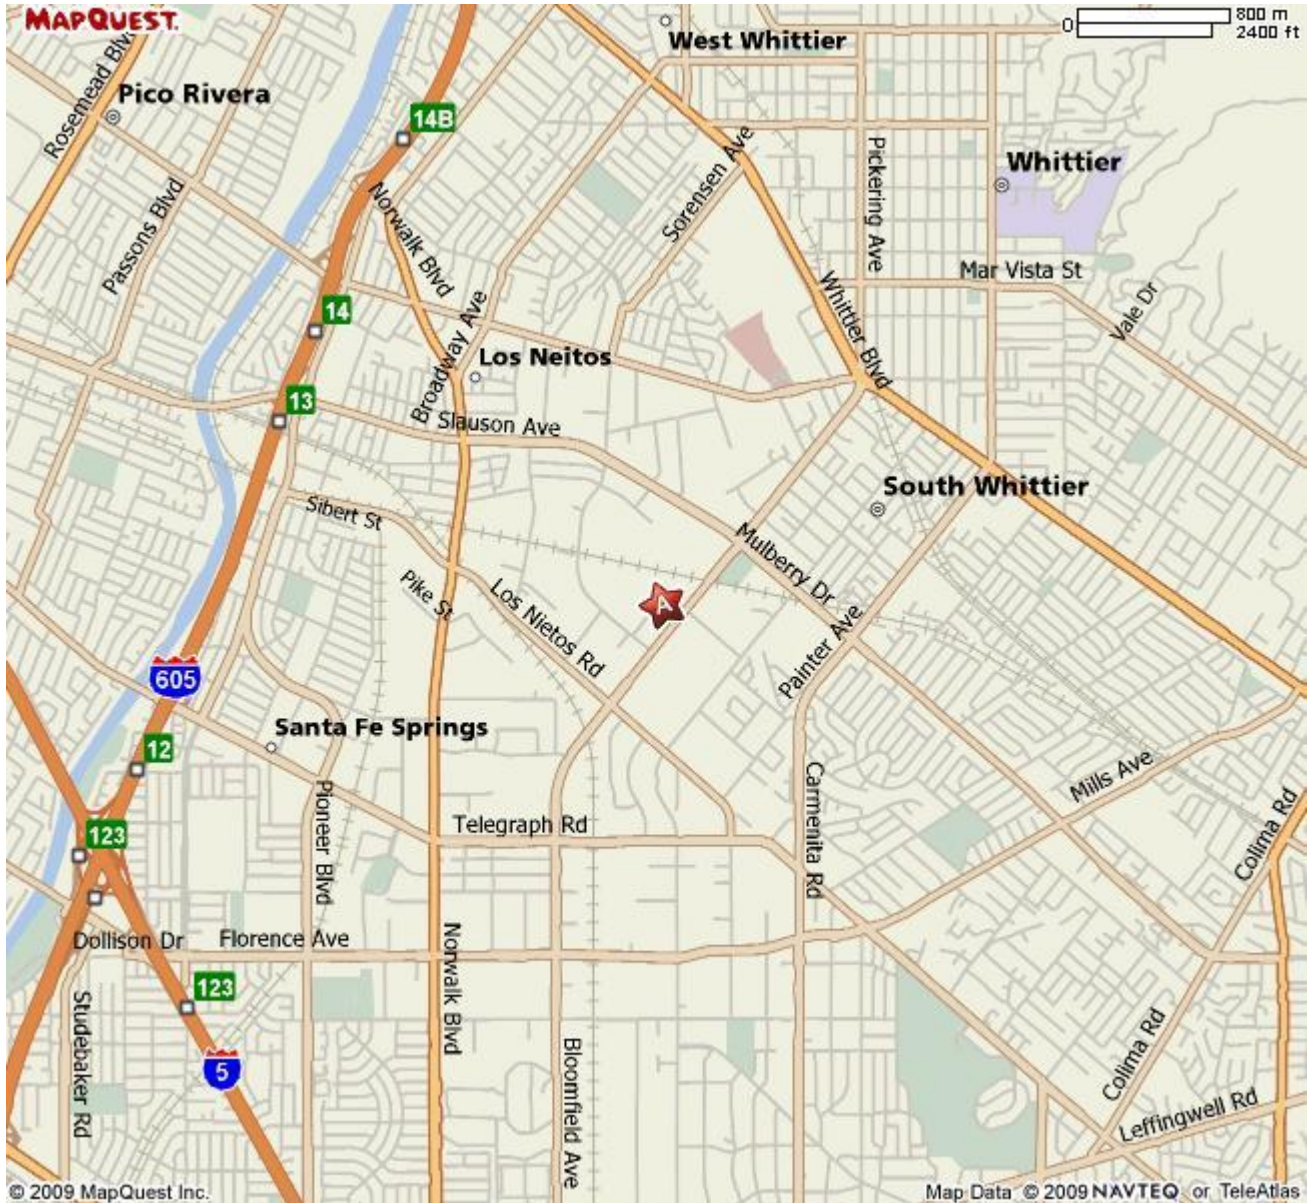 MAPQUEST.
0
800 m
2400 ft
West Whittier
Pico Rivera
Rosemead Blvd
14B
Sorensen Ave
Pickering Ave
Whittier
Passons Blvd
Norwalk Blvd
Mar Vista St
Whittier Blvd
Vale Dr
14
Broadway Ave
Los Neitos
13
Slauson Ave
South Whittier
Sibert St
Mulberry Dr
Pike St
Los Nietos Rd
A
Painter Ave
605
Santa Fe Springs
12
Mills Ave
Pioneer Blvd
Carmenita Rd
Colima Rd
123
Telegraph Rd
Dollison Dr
Florence Ave
Norwalk Blvd
123
Studebaker Rd
Bloomfield Ave
Colima Rd
5
Leffingwell Rd
© 2009 MapQuest Inc.
Map Data © 2009 NAVTEQ or TeleAtlas